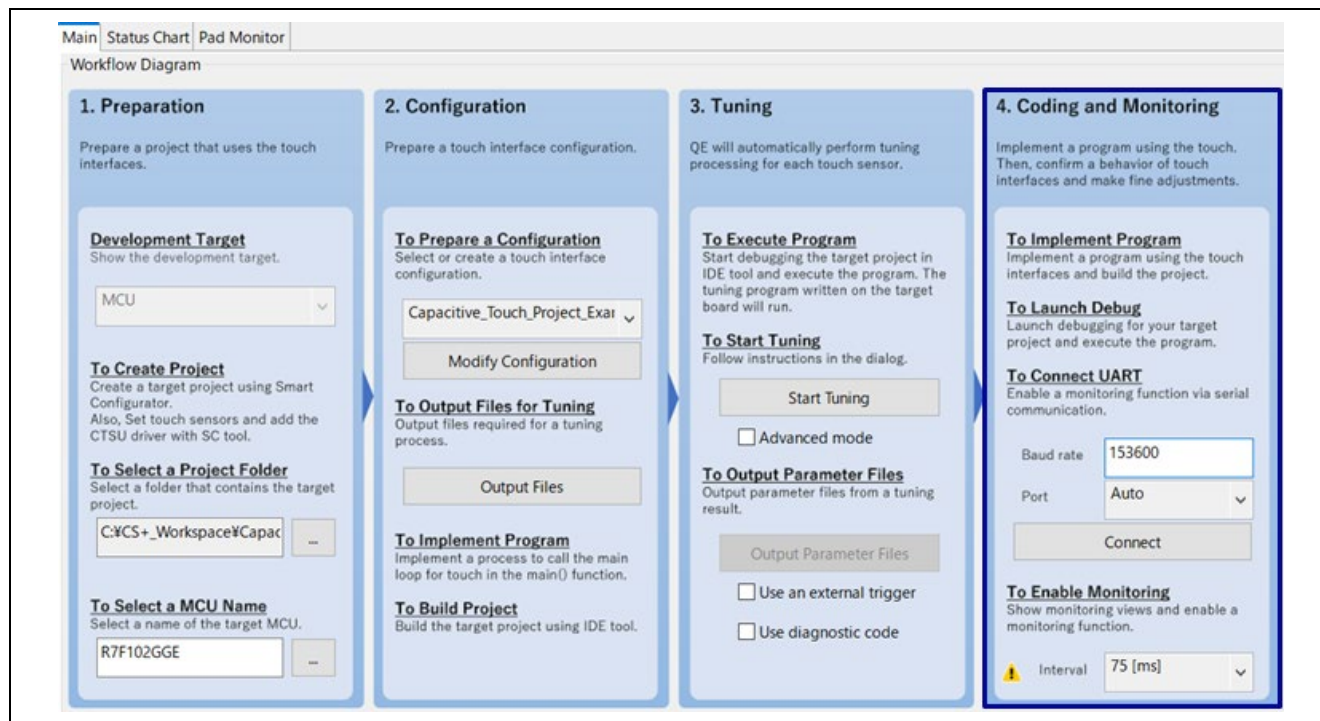 Main Status Chart Pad Monitor
Workflow Diagram
1. Preparation
Prepare a project that uses the touch
interfaces.
Development Target
Show the development target.
MCU
To Create Project
Create a target project using Smart
Configurator.
Also, Set touch sensors and add the
CTSU driver with SC tool.
To Select a Project Folder
Select a folder that contains the target
project.
C:¥CS+_Workspace¥Capac
...
To Select a MCU Name
Select a name of the target MCU.
R7F102GGE
...
2. Configuration
Prepare a touch interface configuration.
To Prepare a Configuration
Select or create a touch interface
configuration.
Capacitive_Touch_Project_Exar
Modify Configuration
To Output Files for Tuning
Output files required for a tuning
process.
Output Files
To Implement Program
Implement a process to call the main
loop for touch in the main() function.
To Build Project
Build the target project using IDE tool.
3. Tuning
QE will automatically perform tuning
processing for each touch sensor.
To Execute Program
Start debugging the target project in
IDE tool and execute the program. The
tuning program written on the target
board will run.
To Start Tuning
Follow instructions in the dialog.
Start Tuning
Advanced mode
To Output Parameter Files
Output parameter files from a tuning
result.
Output Parameter Files
Use an external trigger
Use diagnostic code
4. Coding and Monitoring
Implement a program using the touch.
Then, confirm a behavior of touch
interfaces and make fine adjustments.
To Implement Program
Implement a program using the touch
interfaces and build the project.
To Launch Debug
Launch debugging for your target
project and execute the program.
To Connect UART
Enable a monitoring function via serial
communication.
Baud rate 153600
Port Auto
Connect
To Enable Monitoring
Show monitoring views and enable a
monitoring function.
Interval 75 [ms]